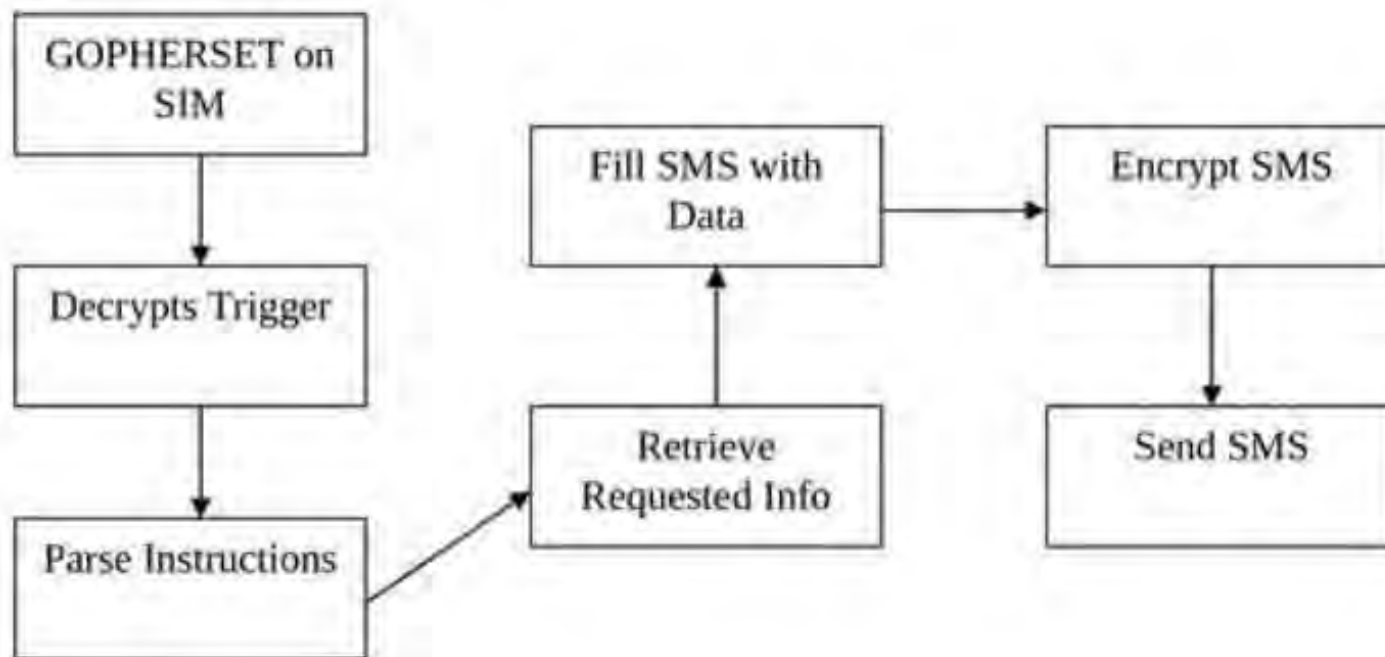 GOPHERSET on
SIM
Decrypts Trigger
Parse Instructions
Retrieve
Requested Info
Fill SMS with
Data
Encrypt SMS
Send SMS